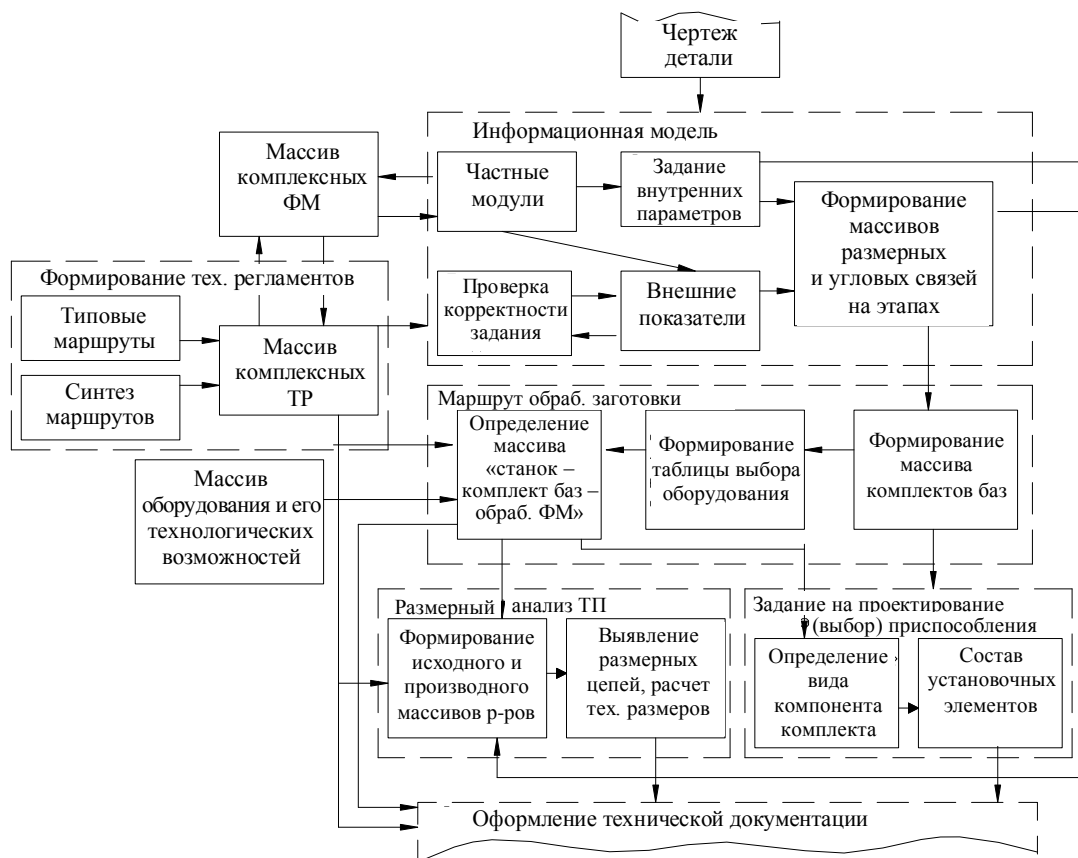 Чертеж
детали
Информационная модель
Массив
комплексных
ФМ
Частные
модули
Задание
внутренних
параметров
Формирование
массивов
размерных
и угловых связей
на этапах
Проверка
корректности
задания
Внешние
показатели
Формирование тех. регламентов
Типовые
маршруты
Синтез
маршрутов
Массив
комплексных
ТР
Маршрут обраб. заготовки
Определение
массива
«станок –
комплект баз –
обраб. ФМ»
Формирование
таблицы выбора
оборудования
Формирование
массива
комплектов баз
Массив
оборудования и его
технологических
возможностей
Размерный анализ ТП
Формирование
исходного и
производного
массивов р-ров
Выявление
размерных
цепей, расчет
тех. размеров
Задание на проектирование
(выбор) приспособления
Определение
вида
компонента
комплекта
Состав
установочных
элементов
Оформление технической документации